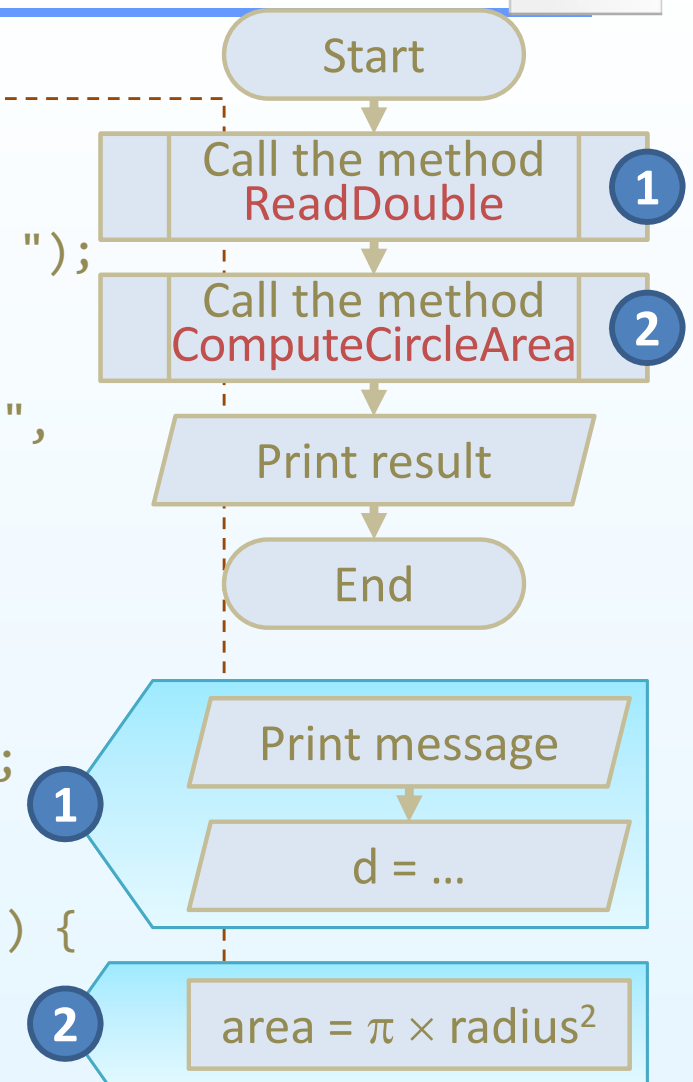 Start
Call the method
ReadDouble
1
");
Call the method
ComputeCircleArea
2
",
Print result
End
Print message
;
1
d = …
) {
2
area = π × radius²